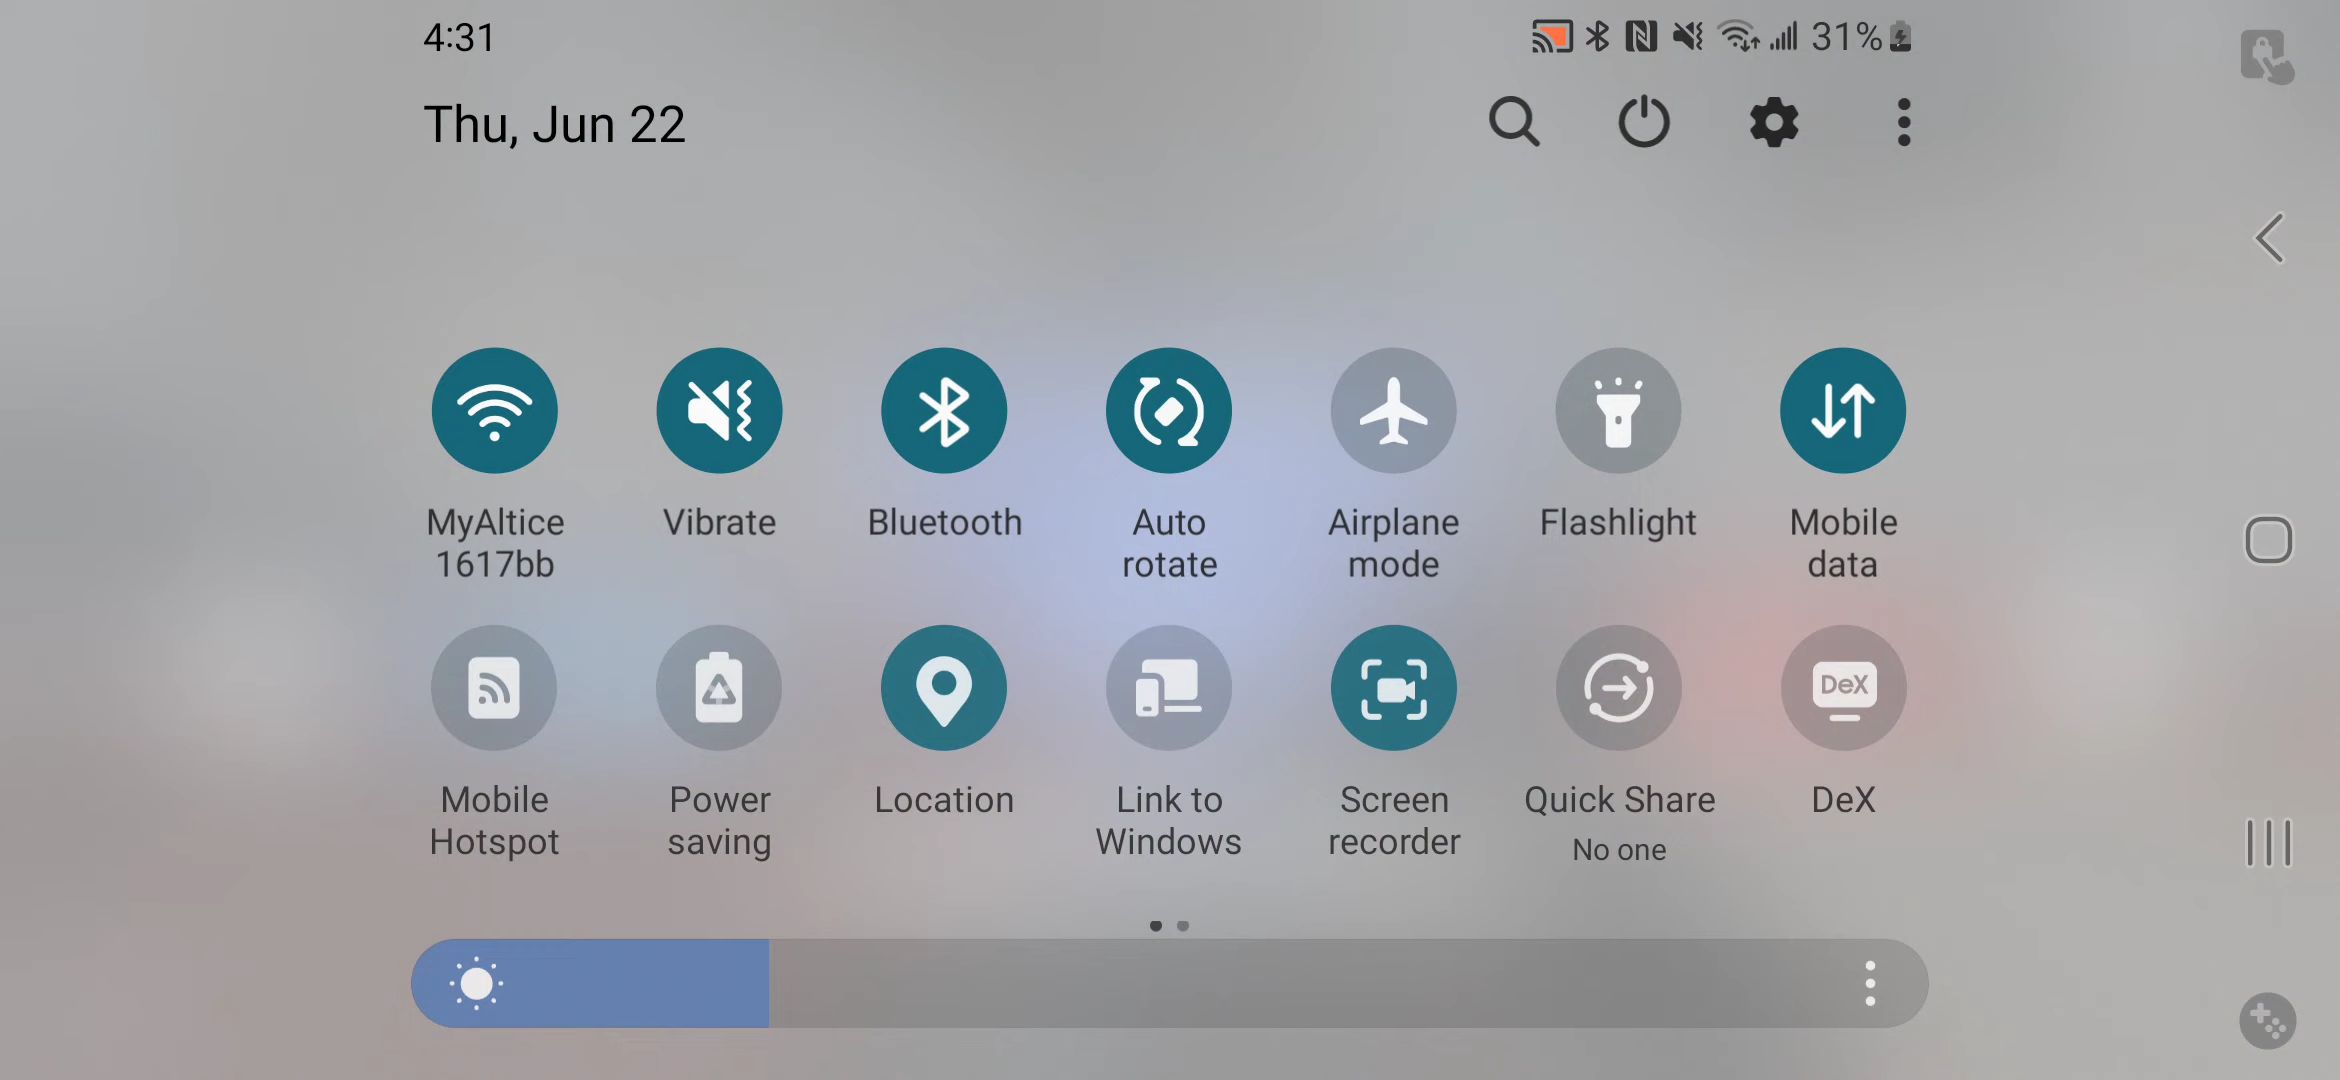 4:31
31%
Thu, Jun 22
MyAltice
1617bb
Vibrate
Bluetooth
Auto
rotate
Airplane
mode
Flashlight
Mobile
data
Mobile
Hotspot
Power
saving
Location
Link to
Windows
Screen
recorder
Quick Share
No one
DeX
DeX